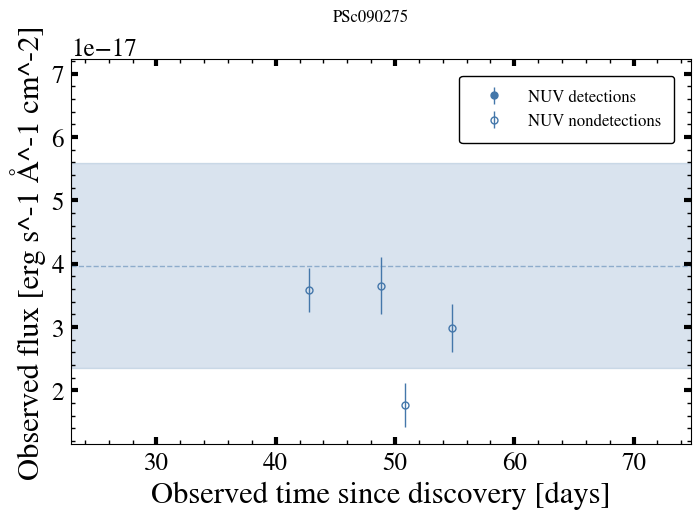 PSc090275
1e−17
Observed flux [erg s^-1 Å^-1 cm^-2]
7
6
5
4
3
2
NUV detections
NUV nondetections
30 40 50 60 70
Observed time since discovery [days]